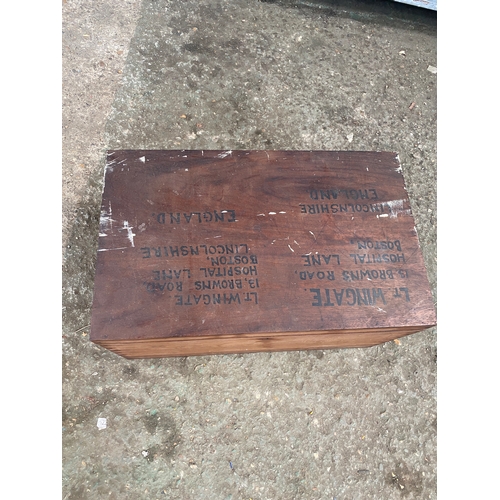 Lt WINGATE.
13, BROWNS ROAD,
HOSPITAL LANE
BOSTON,
LINCOLNSHIRE
ENGLAND
Lt WINGATE
13, BROWNS ROAD,
HOSPITAL LANE
BOSTON,
LINCOLNSHIRE
ENGLAND.